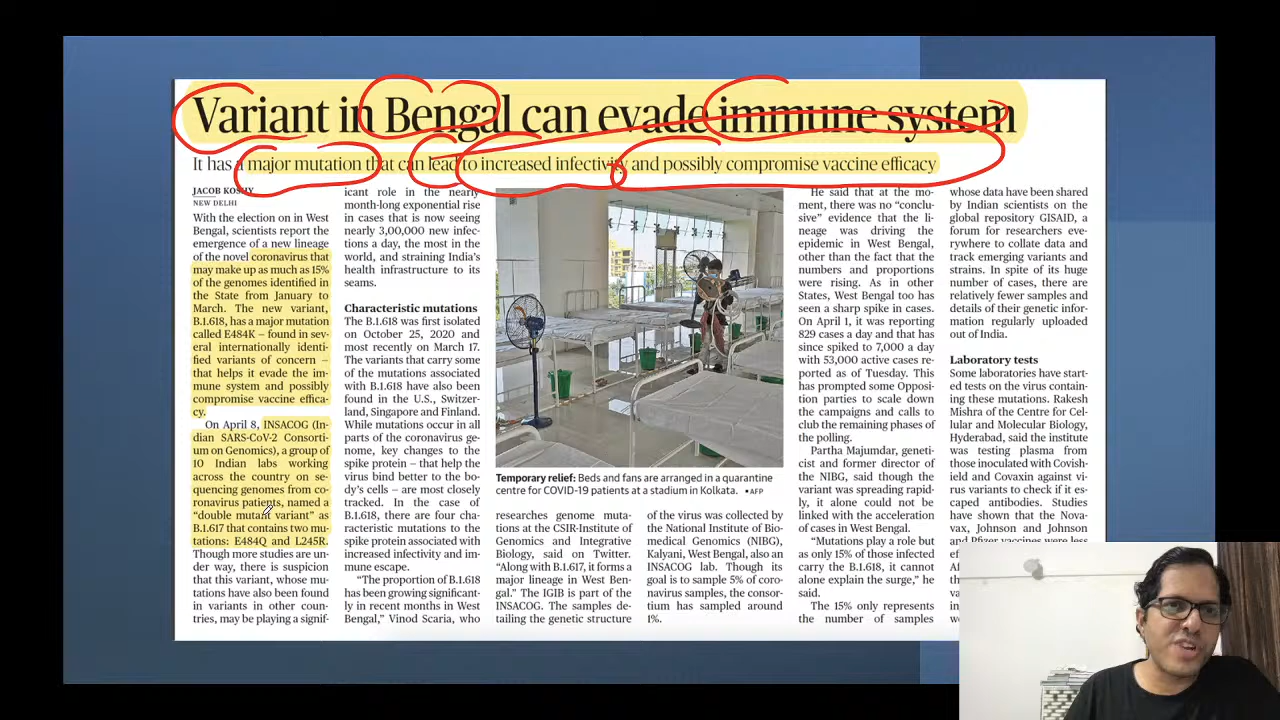 Variant in Bengal can evade immune system
It has a major mutation that can lead to increased infectivity and possibly compromise vaccine efficacy
JACOB KOSHY
NEW DELHI
With the election on in West
Bengal, scientists report the
emergence of a new lineage
of the novel coronavirus that
may make up as much as 15%
of the genomes identified in
the State from January to
March. The new variant,
B.1.618, has a major mutation
called E484K – found in sev-
eral internationally identi-
fied variants of concern –
that helps it evade the im-
mune system and possibly
compromise vaccine effica-
cy.
On April 8, INSACOG (In-
dian SARS-CoV-2 Consorti-
um on Genomics), a group of
10 Indian labs working
across the country on se-
quencing genomes from co-
ronavirus patients, named a
“double mutant variant” as
B.1.617 that contains two mu-
tations: E484Q and L245R.
Though more studies are un-
der way, there is suspicion
that this variant, whose mu-
tations have also been found
in variants in other coun-
tries, may be playing a signif-
icant role in the nearly
month-long exponential rise
in cases that is now seeing
nearly 3,00,000 new infec-
tions a day, the most in the
world, and straining India’s
health infrastructure to its
seams.
Characteristic mutations
The B.1.618 was first isolated
on October 25, 2020 and
most recently on March 17.
The variants that carry some
of the mutations associated
with B.1.618 have also been
found in the U.S., Switzer-
land, Singapore and Finland.
While mutations occur in all
parts of the coronavirus ge-
nome, key changes to the
spike protein – that help the
virus bind better to the bo-
dy’s cells – are most closely
tracked. In the case of
B.1.618, there are four cha-
racteristic mutations to the
spike protein associated with
increased infectivity and im-
mune escape.
“The proportion of B.1.618
has been growing significant-
ly in recent months in West
Bengal,” Vinod Scaria, who
Temporary relief: Beds and fans are arranged in a quarantine
centre for COVID-19 patients at a stadium in Kolkata. • AFP
researches genome muta-
tions at the CSIR-Institute of
Genomics and Integrative
Biology, said on Twitter.
“Along with B.1.617, it forms a
major lineage in West Ben-
gal.” The IGIB is part of the
INSACOG. The samples de-
tailing the genetic structure
of the virus was collected by
the National Institute of Bio-
medical Genomics (NIBG),
Kalyani, West Bengal, also an
INSACOG lab. Though its
goal is to sample 5% of coro-
navirus samples, the consor-
tium has sampled around
1%.
He said that at the mo-
ment, there was no “conclu-
sive” evidence that the li-
neage was driving the
epidemic in West Bengal,
other than the fact that the
numbers and proportions
were rising. As in other
States, West Bengal too has
seen a sharp spike in cases.
On April 1, it was reporting
829 cases a day and that has
since spiked to 7,000 a day
with 53,000 active cases re-
ported as of Tuesday. This
has prompted some Opposi-
tion parties to scale down
the campaigns and calls to
club the remaining phases of
the polling.
Partha Majumdar, geneti-
cist and former director of
the NIBG, said though the
variant was spreading rapid-
ly, it alone could not be
linked with the acceleration
of cases in West Bengal.
“Mutations play a role but
as only 15% of those infected
carry the B.1.618, it cannot
alone explain the surge,” he
said.
The 15% only represents
the number of samples
whose data have been shared
by Indian scientists on the
global repository GISAID, a
forum for researchers eve-
rywhere to collate data and
track emerging variants and
strains. In spite of its huge
number of cases, there are
relatively fewer samples and
details of their genetic infor-
mation regularly uploaded
out of India.
Laboratory tests
Some laboratories have start-
ed tests on the virus contain-
ing these mutations. Rakesh
Mishra of the Centre for Cel-
lular and Molecular Biology,
Hyderabad, said the institute
was testing plasma from
those inoculated with Covish-
ield and Covaxin against vi-
rus variants to check if it es-
caped antibodies. Studies
have shown that the Nova-
vax, Johnson and Johnson
and Pfizer vaccines were less